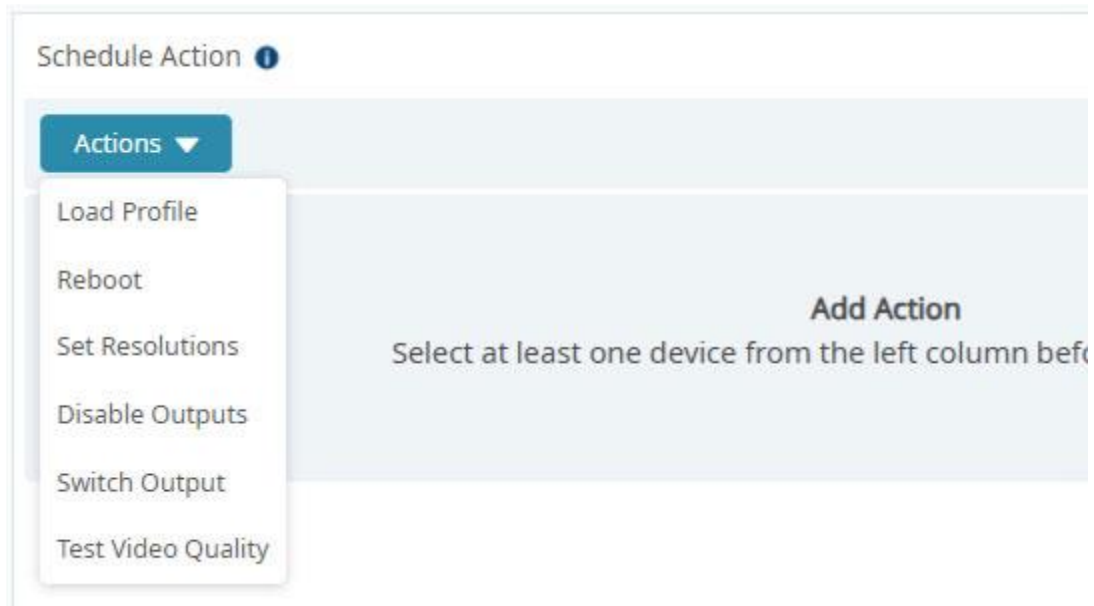 Schedule Action
Actions
Load Profile
Reboot
Set Resolutions
Disable Outputs
Switch Output
Test Video Quality
Add Action
Select at least one device from the left column